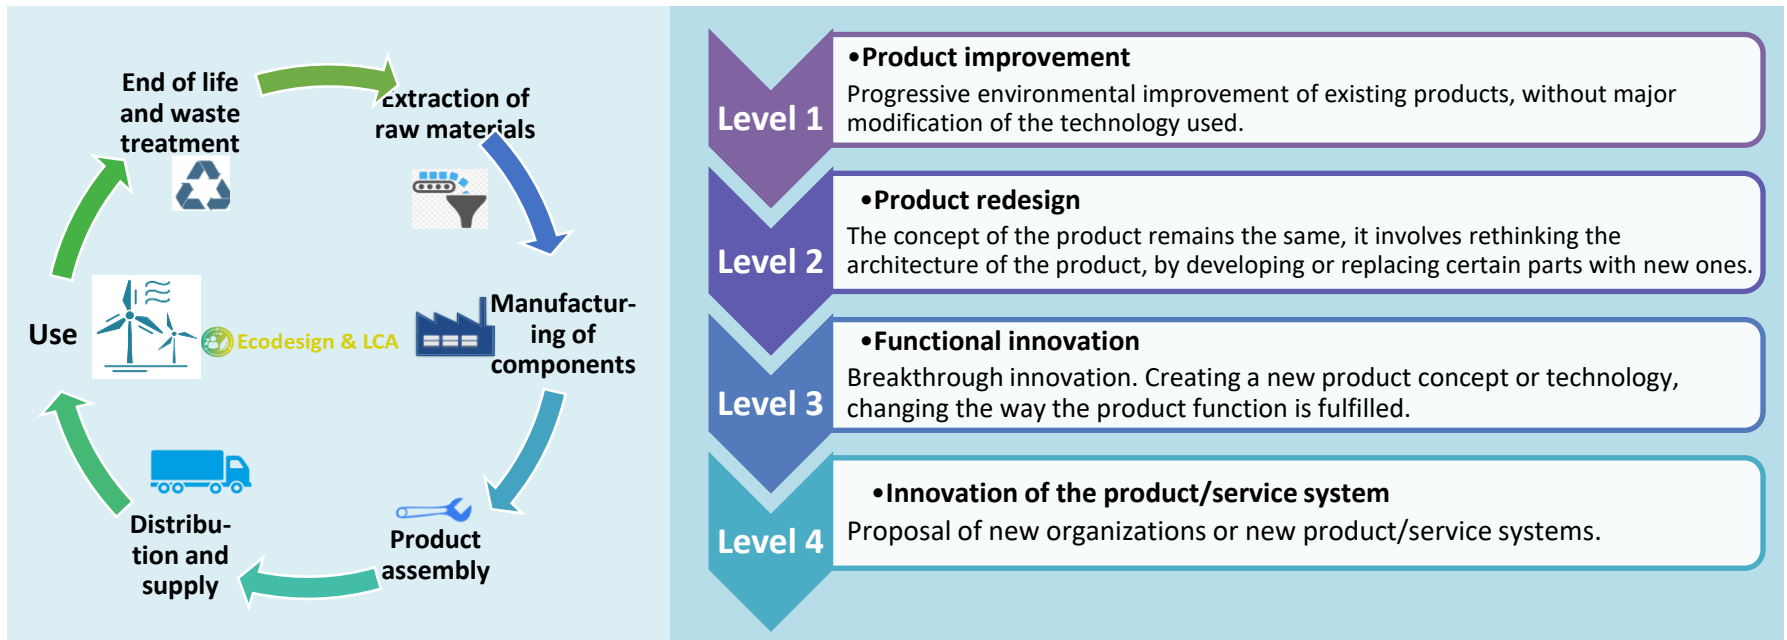 End of life
and waste
treatment
Extraction of
raw materials
Manufactur-
ing of
components
Product
assembly
Distribu-
tion and
supply
Use
Ecodesign & LCA
Level 1
•Product improvement
Progressive environmental improvement of existing products, without major
modification of the technology used.
Level 2
•Product redesign
The concept of the product remains the same, it involves rethinking the
architecture of the product, by developing or replacing certain parts with new ones.
Level 3
•Functional innovation
Breakthrough innovation. Creating a new product concept or technology,
changing the way the product function is fulfilled.
Level 4
•Innovation of the product/service system
Proposal of new organizations or new product/service systems.